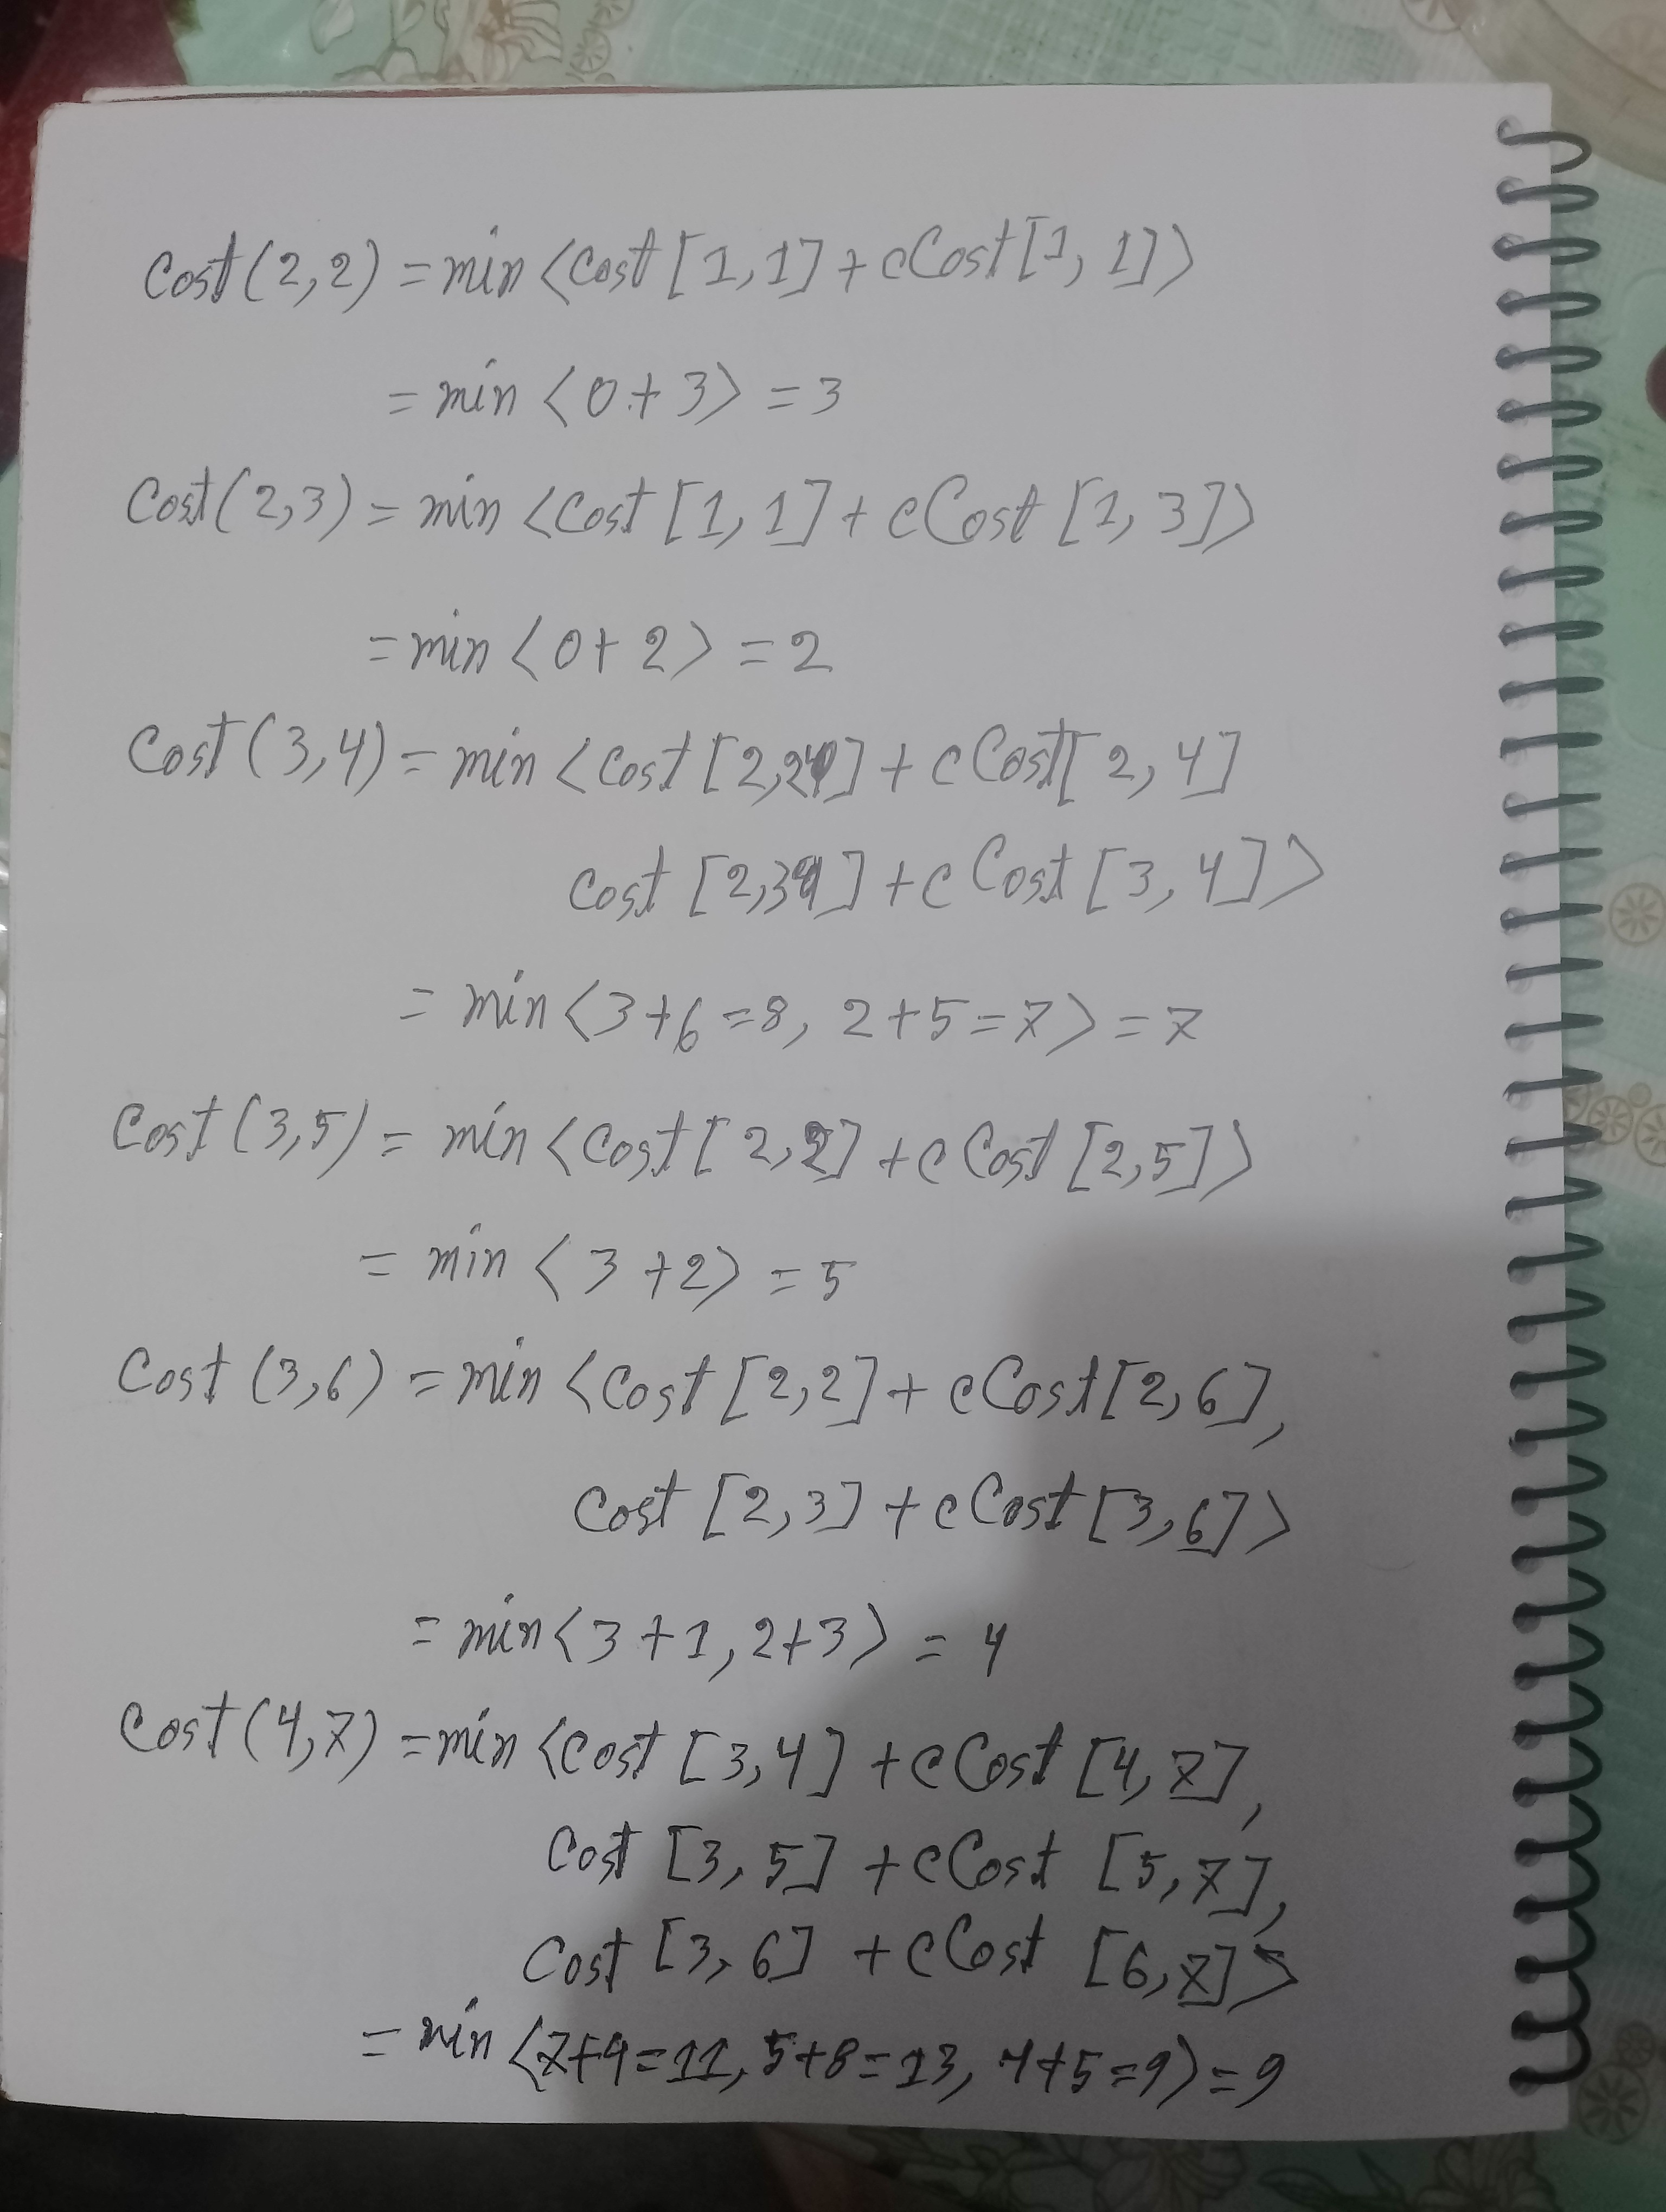 Cost(2,2) = min <Cost [1,1] + cCost [1, 1]>
= min <0 + 3> = 3
Cost(2,3) = min <Cost [1, 1] + cCost [1, 3]>
= min <0 + 2> = 2
Cost (3,4) = min <Cost [2,2] + cCost[2, 4]
Cost [2,3] + cCost [3, 4]>
= min <3+6=8, 2+5=7> = 7
Cost (3,5) = min <Cost [2,2] + cCost [2,5]>
= min <3 +2> = 5
Cost (3,6) = min <Cost [2,2] + cCost[2,6],
Cost [2,3] + cCost [3,6]>
= min <3+1, 2+3> = 4
Cost(4,7) = min <Cost [3,4] + cCost [4,7],
Cost [3,5] + cCost [5,7],
Cost [3,6] + cCost [6,7]>
= min <7+4=11, 5+8=13, 4+5=9> = 9